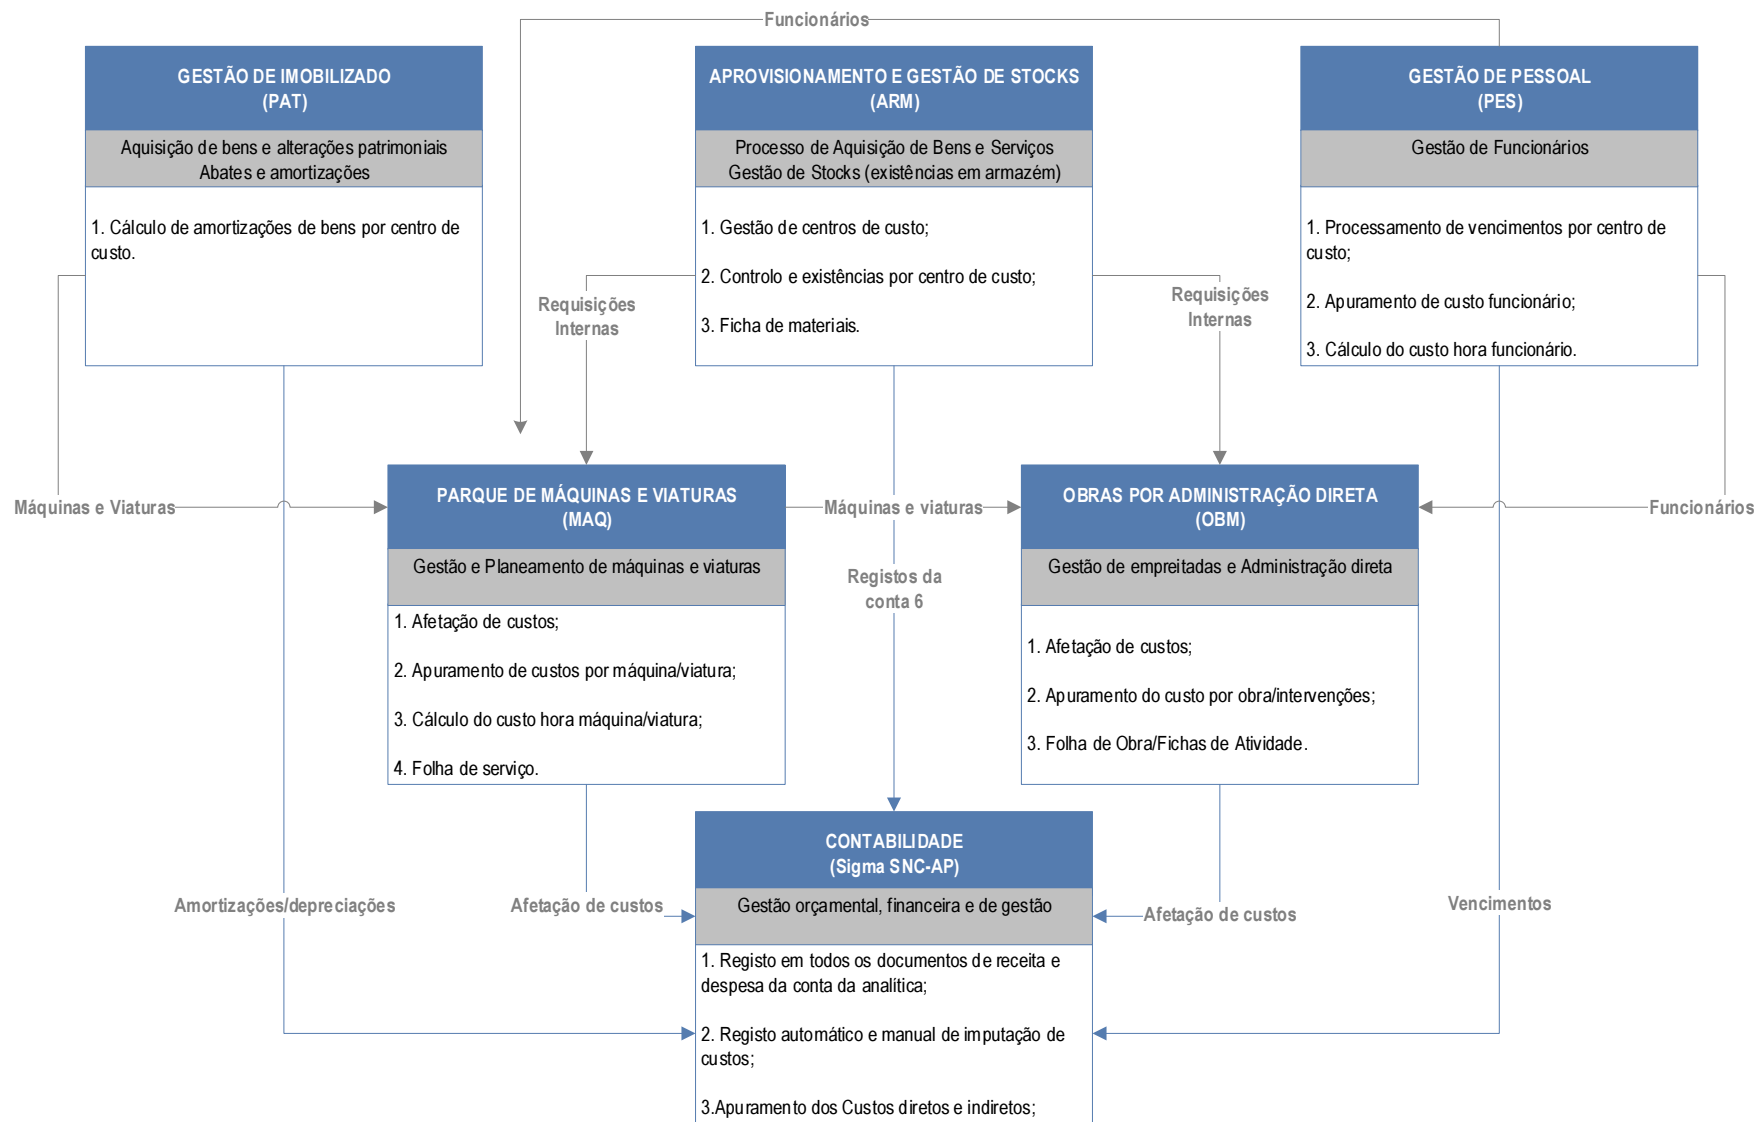 Funcionários
GESTÃO DE IMOBILIZADO
(PAT)
Aquisição de bens e alterações patrimoniais
Abates e amortizações
1. Cálculo de amortizações de bens por centro de
custo.
APROVISIONAMENTO E GESTÃO DE STOCKS
(ARM)
Processo de Aquisição de Bens e Serviços
Gestão de Stocks (existências em armazém)
1. Gestão de centros de custo;
2. Controlo e existências por centro de custo;
3. Ficha de materiais.
GESTÃO DE PESSOAL
(PES)
Gestão de Funcionários
1. Processamento de vencimentos por centro de
custo;
2. Apuramento de custo funcionário;
3. Cálculo do custo hora funcionário.
Requisições
Internas
Requisições
Internas
Máquinas e Viaturas
PARQUE DE MÁQUINAS E VIATURAS
(MAQ)
Gestão e Planeamento de máquinas e viaturas
1. Afetação de custos;
2. Apuramento de custos por máquina/viatura;
3. Cálculo do custo hora máquina/viatura;
4. Folha de serviço.
Máquinas e viaturas
Registos da
conta 6
OBRAS POR ADMINISTRAÇÃO DIRETA
(OBM)
Gestão de empreitadas e Administração direta
1. Afetação de custos;
2. Apuramento do custo por obra/intervenções;
3. Folha de Obra/Fichas de Atividade.
Funcionários
Amortizações/depreciações
Afetação de custos
CONTABILIDADE
(Sigma SNC-AP)
Gestão orçamental, financeira e de gestão
1. Registo em todos os documentos de receita e
despesa da conta da analítica;
2. Registo automático e manual de imputação de
custos;
3.Apuramento dos Custos diretos e indiretos;
Afetação de custos
Vencimentos